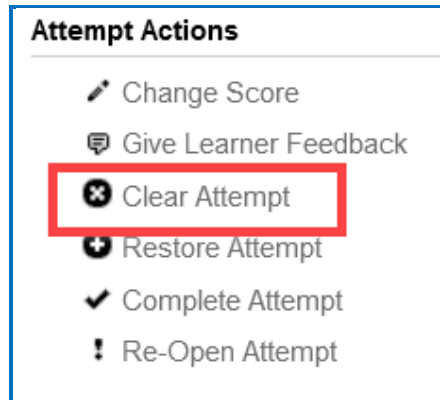 Attempt Actions
Change Score
Give Learner Feedback
Clear Attempt
Restore Attempt
Complete Attempt
Re-Open Attempt